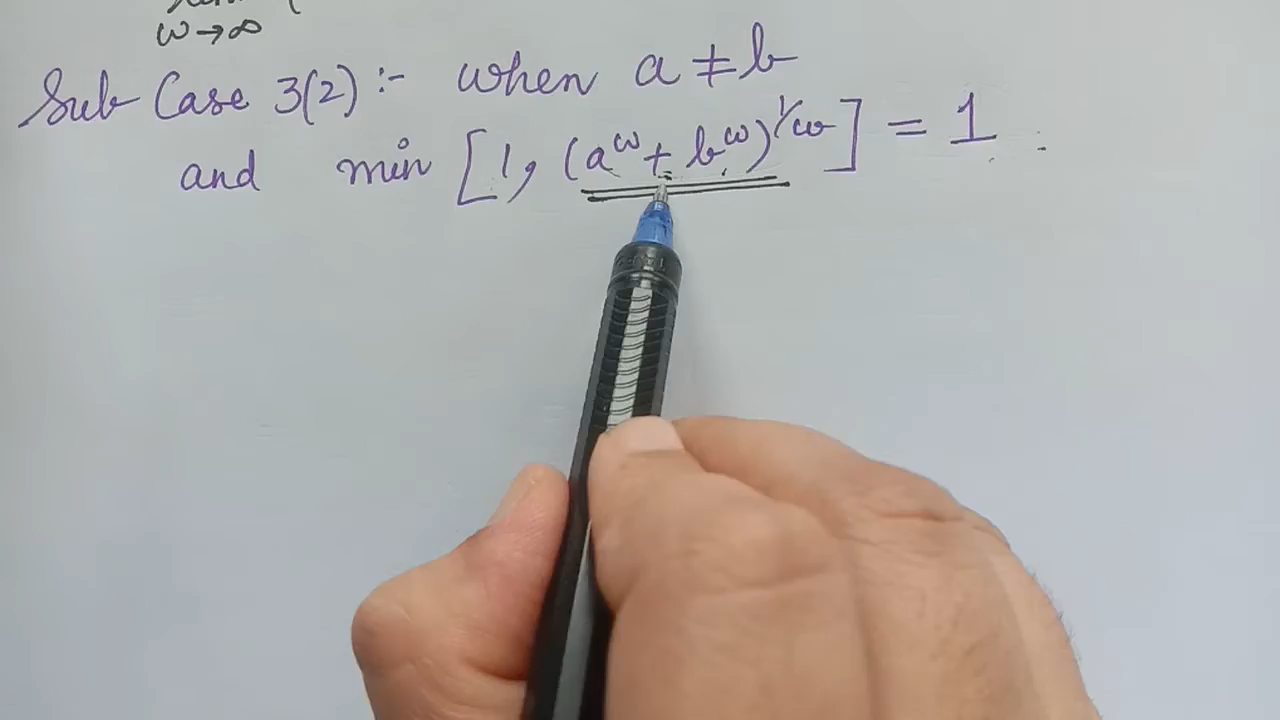 ω→∞
Sub Case 3(2) :- when a ≠ b
and min [1, (a^ω + b^ω)^1/ω] = 1